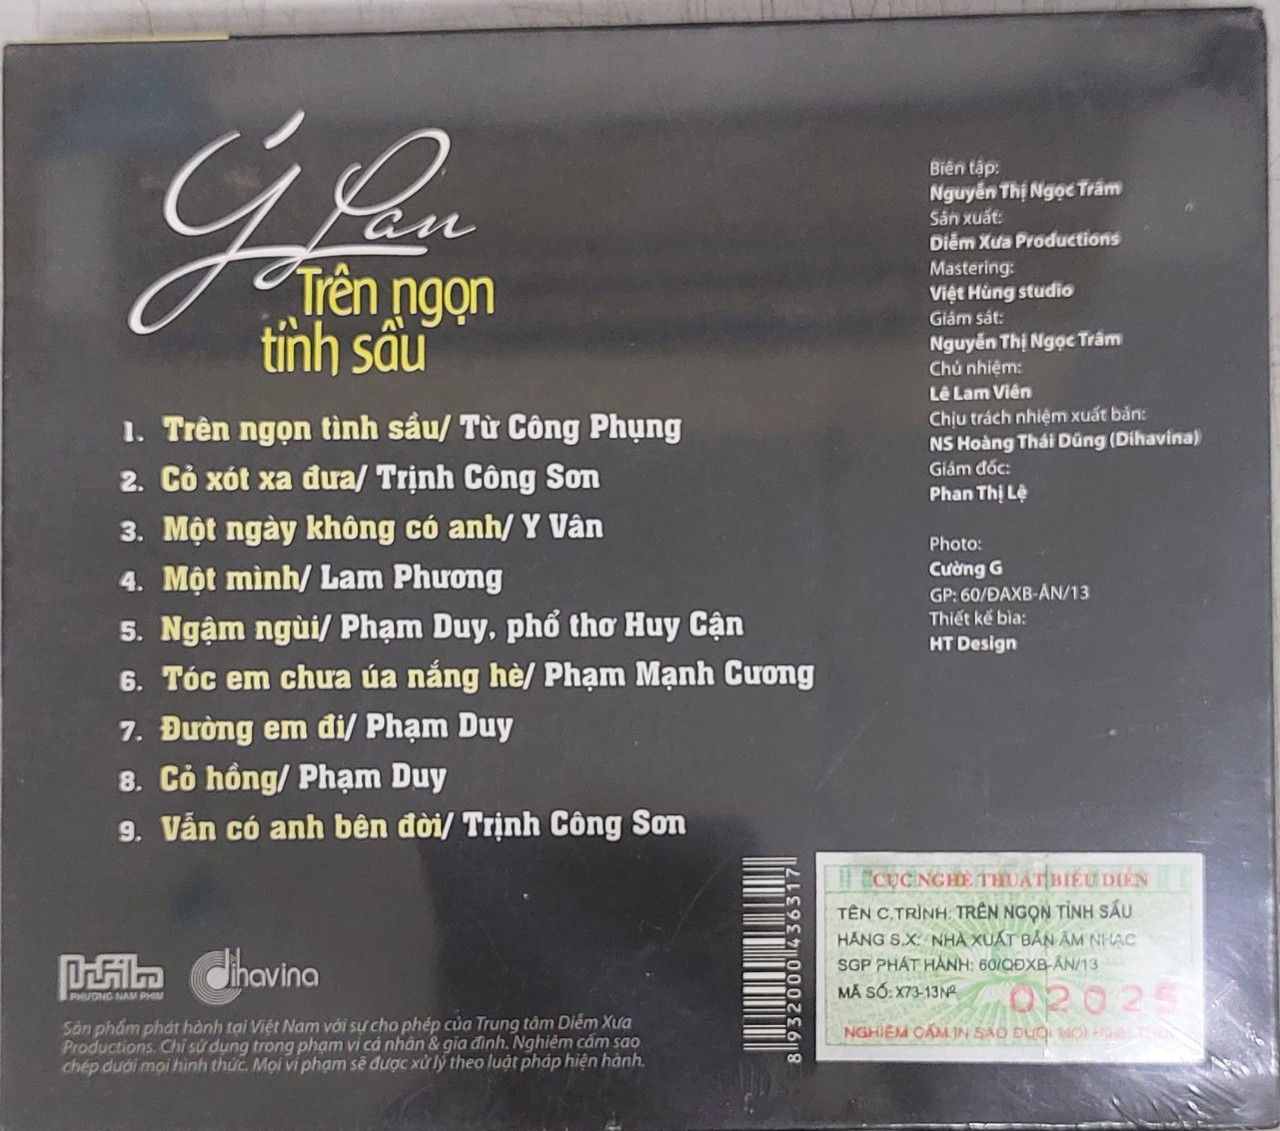 Ý Lan
Trên ngọn
tình sầu
1. Trên ngọn tình sầu/ Từ Công Phụng
2. Cỏ xót xa đưa/ Trịnh Công Sơn
3. Một ngày không có anh/ Y Vân
4. Một mình/ Lam Phương
5. Ngậm ngùi/ Phạm Duy, phổ thơ Huy Cận
6. Tóc em chưa úa nắng hè/ Phạm Mạnh Cương
7. Đường em đi/ Phạm Duy
8. Cỏ hồng/ Phạm Duy
9. Vẫn có anh bên đời/ Trịnh Công Sơn
Biên tập:
Nguyễn Thị Ngọc Trâm
Sản xuất:
Diễm Xưa Productions
Mastering:
Việt Hùng studio
Giám sát:
Nguyễn Thị Ngọc Trâm
Chủ nhiệm:
Lê Lam Viên
Chịu trách nhiệm xuất bản:
NS Hoàng Thái Dũng (Dihavina)
Giám đốc:
Phan Thị Lệ
Photo:
Cường G
GP: 60/ĐAXB-ÂN/13
Thiết kế bìa:
HT Design
PHƯƠNG NAM PHIM
dihavina
Sản phẩm phát hành tại Việt Nam với sự cho phép của Trung tâm Diễm Xưa
Productions. Chỉ sử dụng trong phạm vi cá nhân & gia đình. Nghiêm cấm sao
chép dưới mọi hình thức. Mọi vi phạm sẽ được xử lý theo luật pháp hiện hành.
8932000436317
CỤC NGHỆ THUẬT BIỂU DIỄN
TÊN C.TRÌNH: TRÊN NGỌN TÌNH SẦU
HÃNG S.X: NHÀ XUẤT BẢN ÂM NHẠC
SGP PHÁT HÀNH: 60/QĐXB-ÂN/13
MÃ SỐ: X73-13Nº 02025
NGHIÊM CẤM IN SAO DƯỚI MỌI HÌNH THỨC